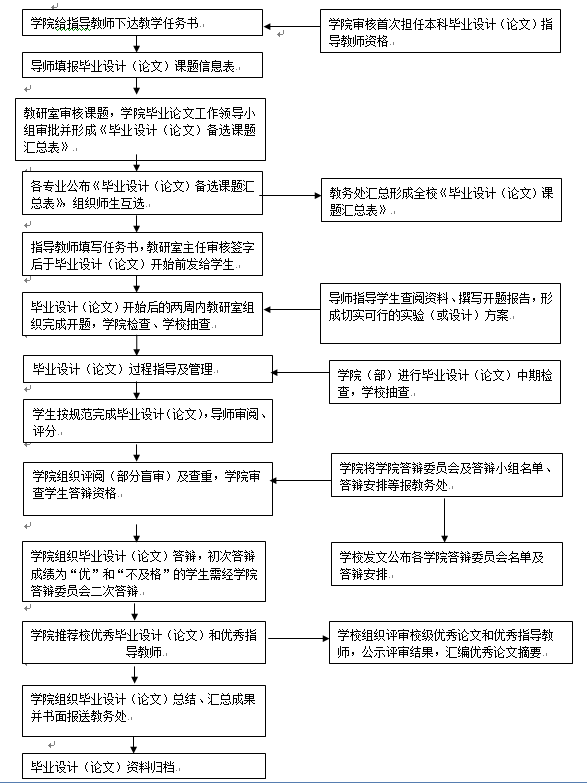 学院给指导教师下达教学任务书
学院审核首次担任本科毕业设计（论文）指
导教师资格
导师填报毕业设计（论文）课题信息表
教研室审核课题，学院毕业论文工作领导小
组审批并形成《毕业设计（论文）备选课题
汇总表》
各专业公布《毕业设计（论文）备选课题汇
总表》，组织师生互选
教务处汇总形成全校《毕业设计（论文）课
题汇总表》
指导教师填写任务书，教研室主任审核签字
后于毕业设计（论文）开始前发给学生
毕业设计（论文）开始后的两周内教研室组
织完成开题，学院检查、学校抽查
导师指导学生查阅资料、撰写开题报告，形
成切实可行的实验（或设计）方案
毕业设计（论文）过程指导及管理
学院（部）进行毕业设计（论文）中期检
查，学校抽查
学生按规范完成毕业设计（论文），导师审阅、
评分
学院组织评阅（部分盲审）及查重，学院审
查学生答辩资格
学院将学院答辩委员会及答辩小组名单、
答辩安排等报教务处
学院组织毕业设计（论文）答辩，初次答辩
成绩为“优”和“不及格”的学生需经学院
答辩委员会二次答辩
学校发文公布各学院答辩委员会名单及
答辩安排
学院推荐校优秀毕业设计（论文）和优秀指
导教师
学校组织评审校级优秀论文和优秀指导教
师，公示评审结果，汇编优秀论文摘要
学院组织毕业设计（论文）总结、汇总成果
并书面报送教务处
毕业设计（论文）资料归档